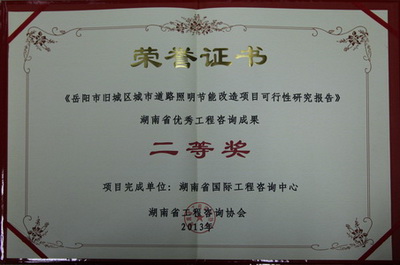 荣誉证书
《岳阳市旧城区城市道路照明节能改造项目可行性研究报告》
湖南省优秀工程咨询成果
二等奖
项目完成单位：湖南省国际工程咨询中心
湖南省工程咨询协会
2013年